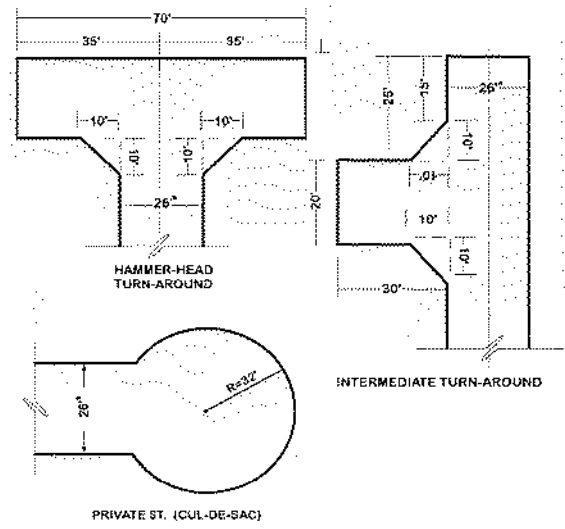 70'
35' 35'
10' 10'
10' 10'
26'*
HAMMER-HEAD
TURN-AROUND
25' 15' 26'*
10'
10'
20'
10'
10'
30'
INTERMEDIATE TURN-AROUND
26'*
R=32'
PRIVATE ST. (CUL-DE-SAC)